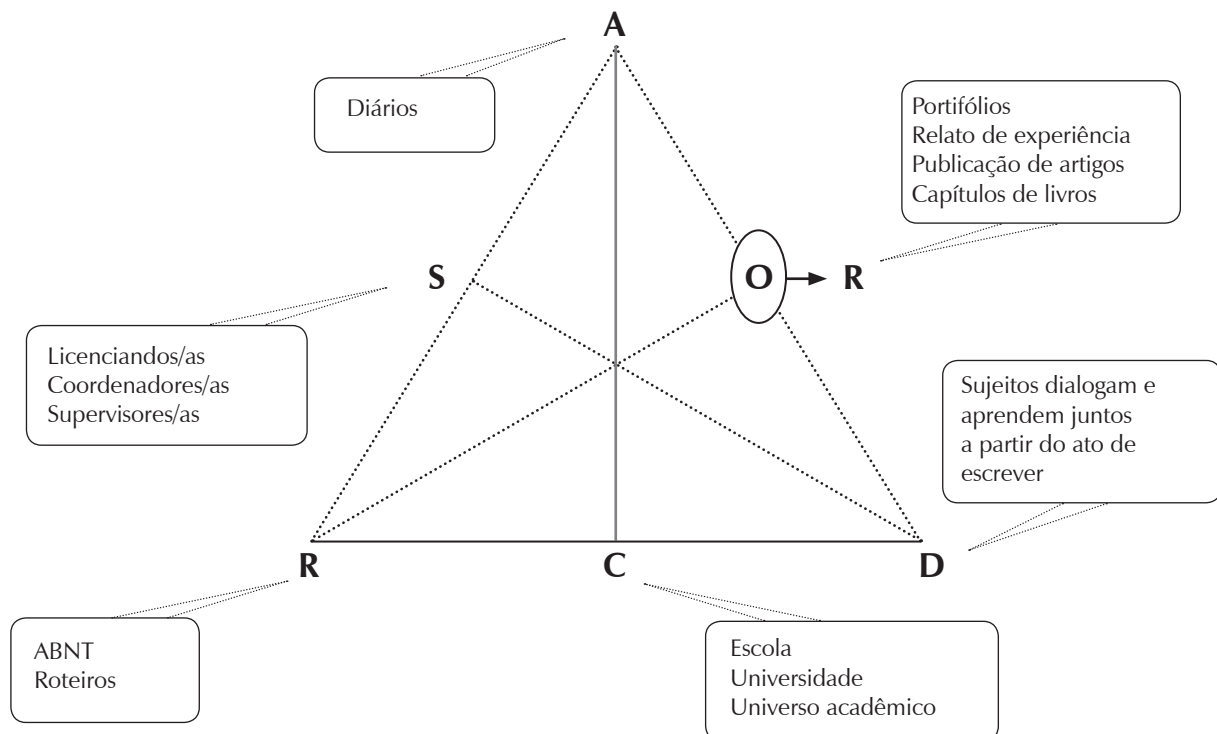 A
Diários
Portifólios
Relato de experiência
Publicação de artigos
Capítulos de livros
S
O
R
Licenciandos/as
Coordenadores/as
Supervisores/as
Sujeitos dialogam e
aprendem juntos
a partir do ato de
escrever
R
C
D
ABNT
Roteiros
Escola
Universidade
Universo acadêmico